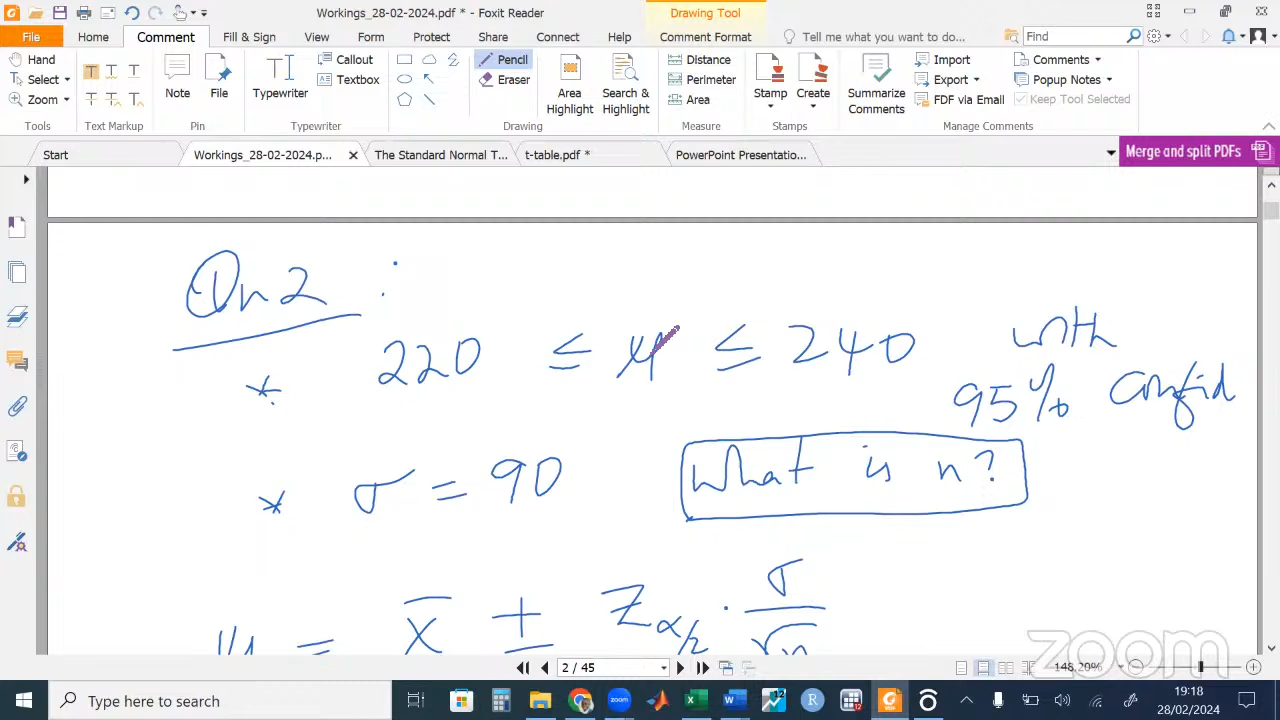 Workings_28-02-2024.pdf * - Foxit Reader
Drawing Tool
File Home Comment Fill & Sign View Form Protect Share Connect Help Comment Format Tell me what you want to do... Find
Hand
Select
Zoom
Tools
Text Markup
Note
File
Pin
Typewriter
Callout
Textbox
Typewriter
Pencil
Eraser
Drawing
Area Highlight
Search & Highlight
Distance
Perimeter
Area
Measure
Stamp
Create
Stamps
Summarize Comments
Import
Export
FDF via Email
Comments
Popup Notes
Keep Tool Selected
Manage Comments
Start
Workings_28-02-2024.p...
The Standard Normal T...
t-table.pdf *
PowerPoint Presentatio...
Merge and split PDFs
Qn 2 :
* 220 ≤ μ ≤ 240 with
95% confid
* σ = 90 What is n?
μ = x̄ ± Zα/2 · σ/√n
zoom
2 / 45
148.20%
Type here to search
12
R
19:18
28/02/2024